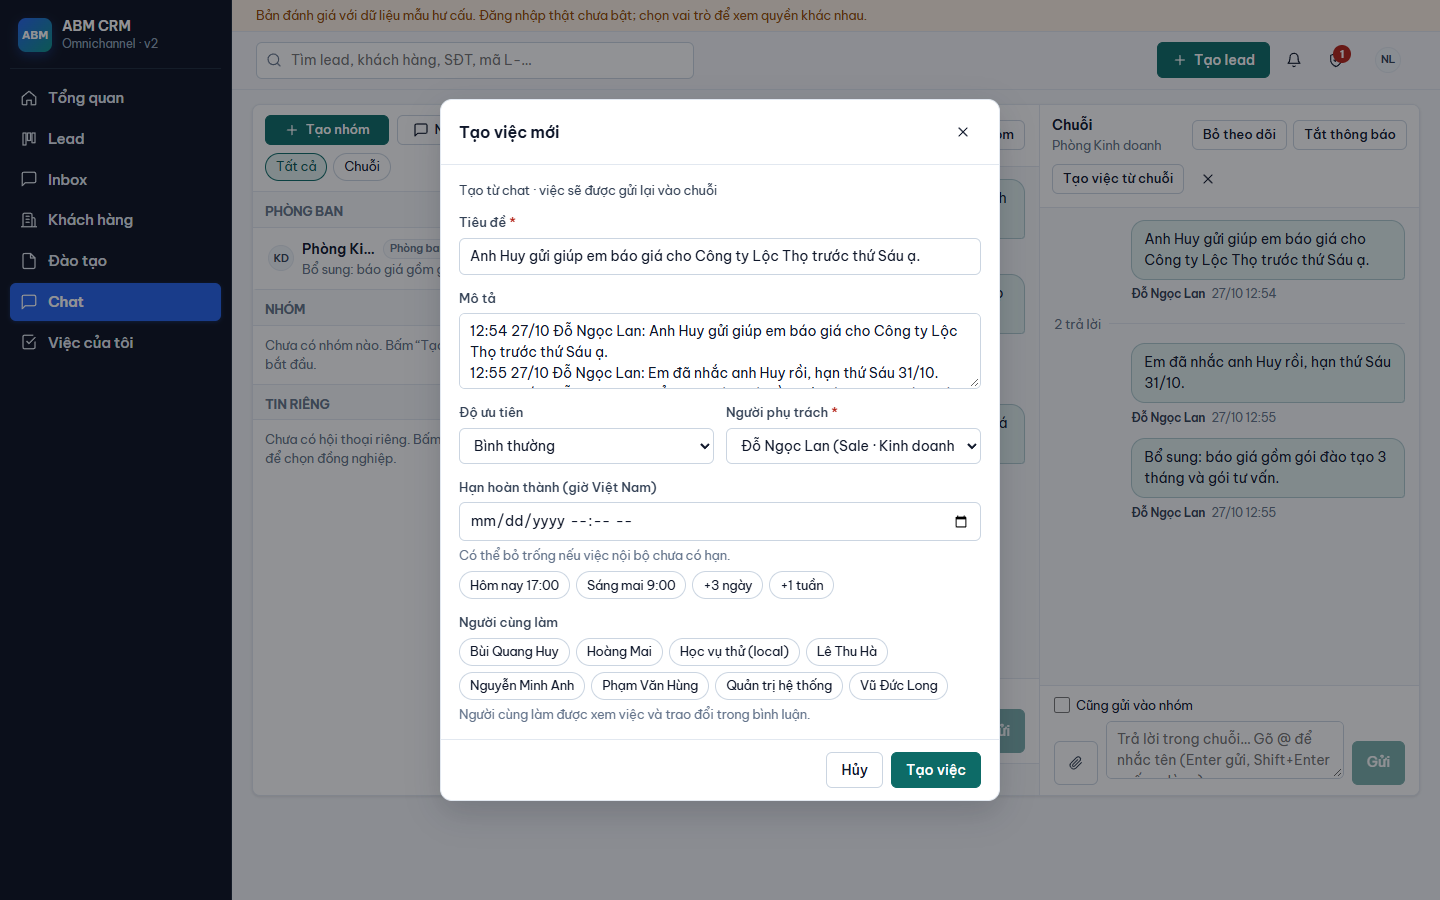 ABM
ABM CRM
Omnichannel · v2
Tổng quan
Lead
Inbox
Khách hàng
Đào tạo
Chat
Việc của tôi
Bản đánh giá với dữ liệu mẫu hư cấu. Đăng nhập thật chưa bật; chọn vai trò để xem quyền khác nhau.
Tìm lead, khách hàng, SĐT, mã L-...
+ Tạo lead
1
NL
+ Tạo nhóm
Tất cả
Chuỗi
PHÒNG BAN
KD
Phòng Ki...
Phòng ba
Bổ sung: báo giá gồm g
NHÓM
Chưa có nhóm nào. Bấm “Tạo
bắt đầu.
TIN RIÊNG
Chưa có hội thoại riêng. Bấm
để chọn đồng nghiệp.
Tạo việc mới
Tạo từ chat · việc sẽ được gửi lại vào chuỗi
Tiêu đề *
Anh Huy gửi giúp em báo giá cho Công ty Lộc Thọ trước thứ Sáu ạ.
Mô tả
12:54 27/10 Đỗ Ngọc Lan: Anh Huy gửi giúp em báo giá cho Công ty Lộc
Thọ trước thứ Sáu ạ.
12:55 27/10 Đỗ Ngọc Lan: Em đã nhắc anh Huy rồi, hạn thứ Sáu 31/10.
Độ ưu tiên
Người phụ trách *
Bình thường
Đỗ Ngọc Lan (Sale · Kinh doanh
Hạn hoàn thành (giờ Việt Nam)
mm/dd/yyyy --:-- --
Có thể bỏ trống nếu việc nội bộ chưa có hạn.
Hôm nay 17:00
Sáng mai 9:00
+3 ngày
+1 tuần
Người cùng làm
Bùi Quang Huy
Hoàng Mai
Học vụ thử (local)
Lê Thu Hà
Nguyễn Minh Anh
Phạm Văn Hùng
Quản trị hệ thống
Vũ Đức Long
Người cùng làm được xem việc và trao đổi trong bình luận.
Hủy
Tạo việc
Chuỗi
Phòng Kinh doanh
Bỏ theo dõi
Tắt thông báo
Tạo việc từ chuỗi
Anh Huy gửi giúp em báo giá cho
Công ty Lộc Thọ trước thứ Sáu ạ.
Đỗ Ngọc Lan 27/10 12:54
2 trả lời
Em đã nhắc anh Huy rồi, hạn thứ Sáu
31/10.
Đỗ Ngọc Lan 27/10 12:55
Bổ sung: báo giá gồm gói đào tạo 3
tháng và gói tư vấn.
Đỗ Ngọc Lan 27/10 12:55
Cũng gửi vào nhóm
Trả lời trong chuỗi... Gõ @ để
nhắc tên (Enter gửi, Shift+Enter
Gửi